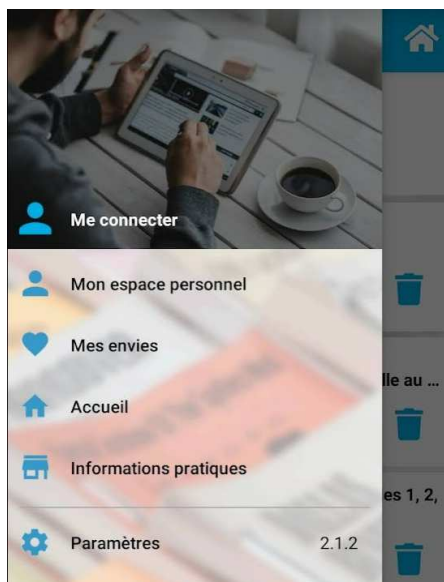 Me connecter
Mon espace personnel
Mes envies
Accueil
lle au ...
Informations pratiques
es 1, 2,
Paramètres 2.1.2